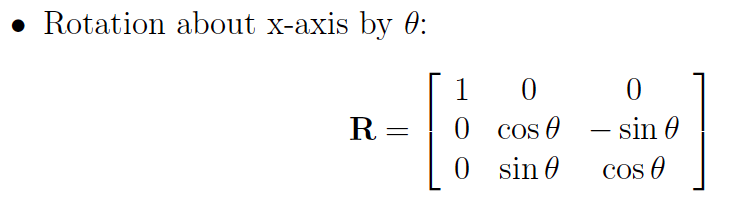 • Rotation about x-axis by θ:
R = [ 1 0 0
0 cos θ − sin θ
0 sin θ cos θ ]